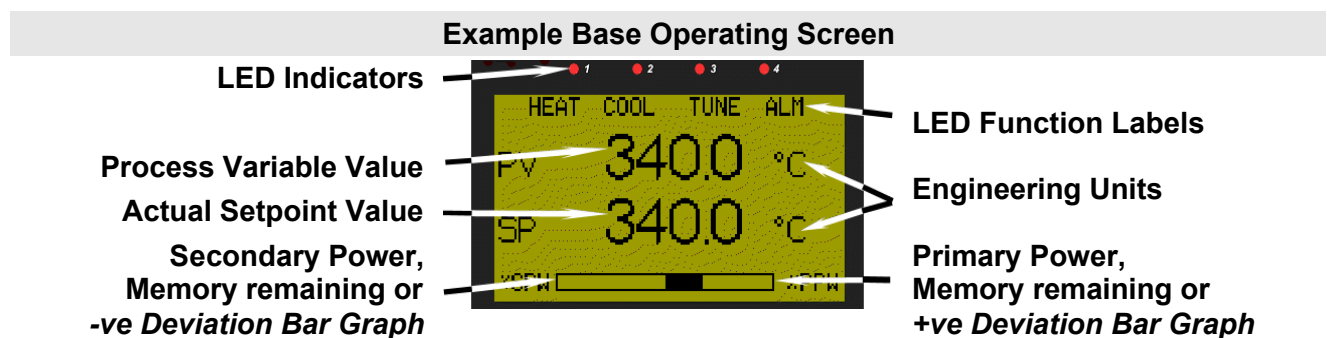 Example Base Operating Screen
LED Indicators
1 2 3 4
HEAT COOL TUNE ALM
LED Function Labels
Process Variable Value
PV 340.0 °C
Engineering Units
Actual Setpoint Value
SP 340.0 °C
Secondary Power,
Memory remaining or
-ve Deviation Bar Graph
%SPW %PPW
Primary Power,
Memory remaining or
+ve Deviation Bar Graph